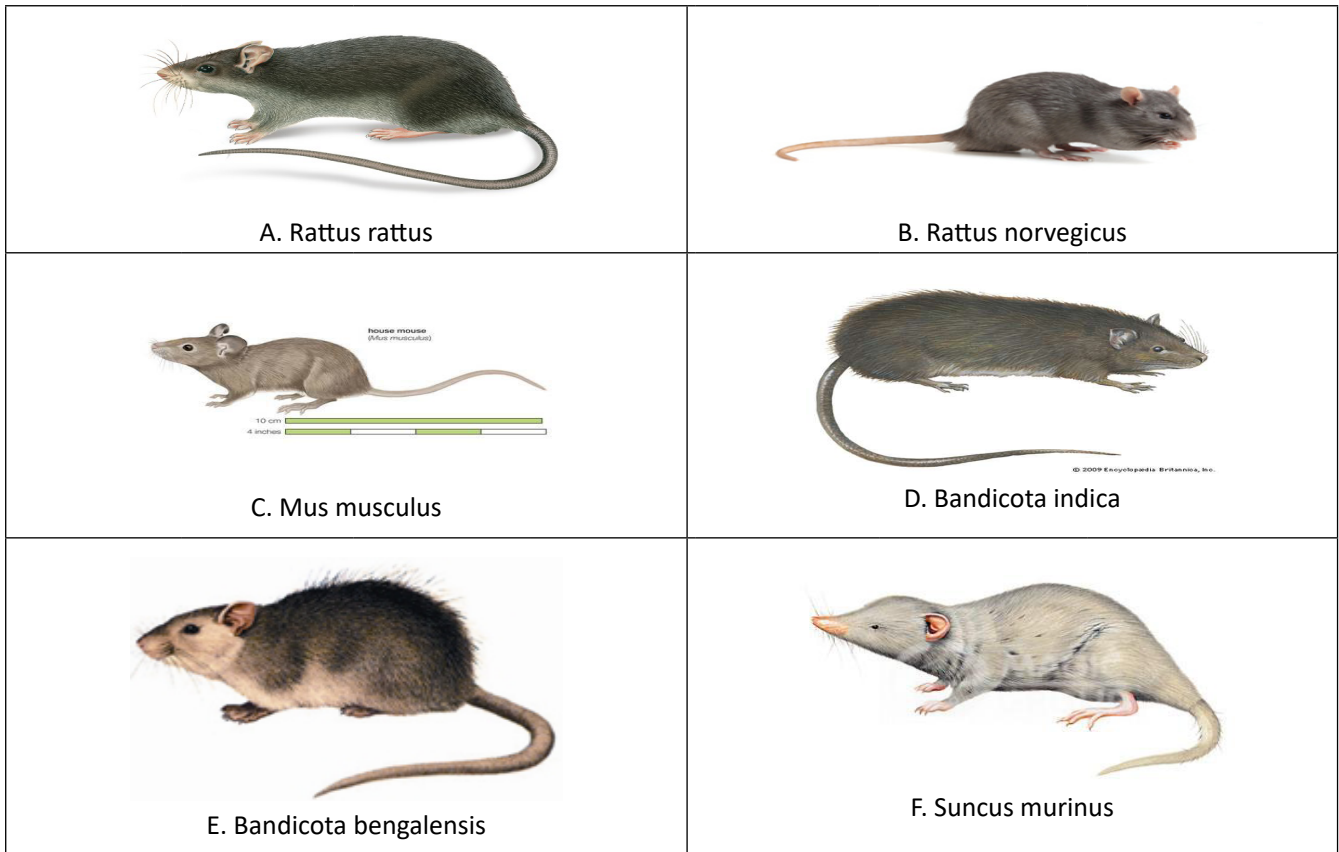 A. Rattus rattus
B. Rattus norvegicus
house mouse
(Mus musculus)
10 cm
4 inches
C. Mus musculus
© 2009 Encyclopædia Britannica, Inc.
D. Bandicota indica
E. Bandicota bengalensis
F. Suncus murinus